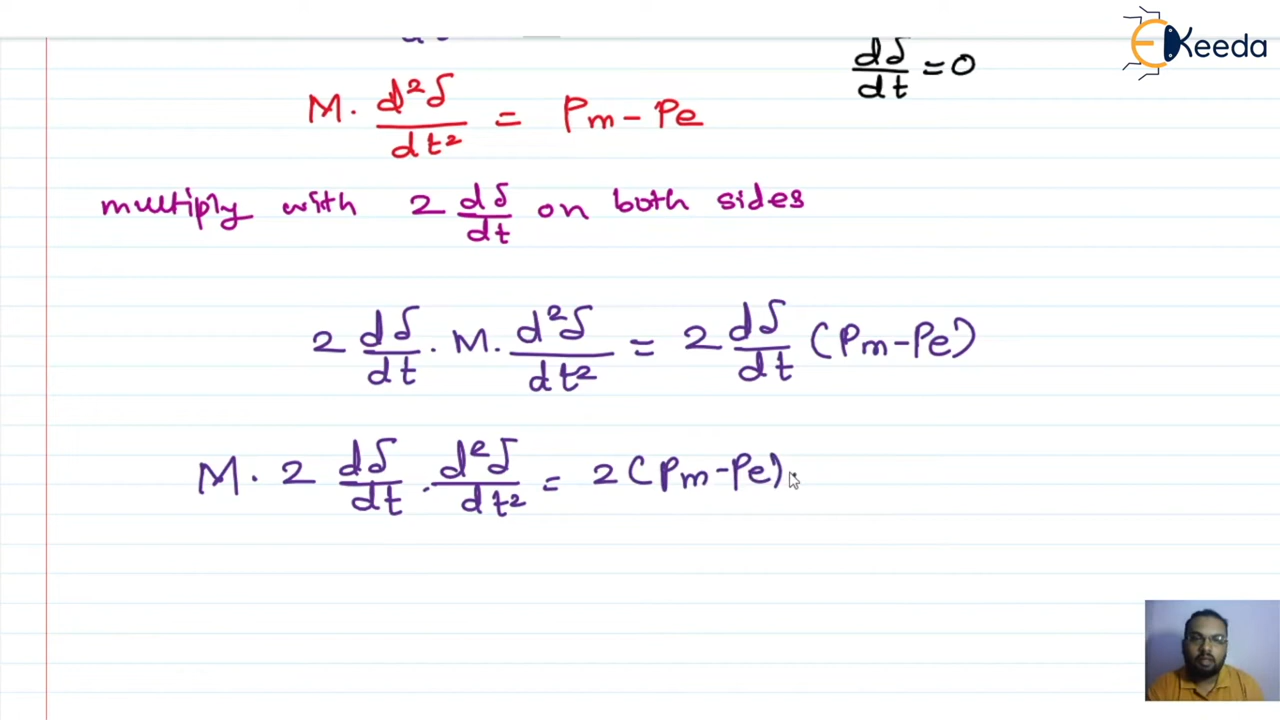 EKeeda
dδ/dt = 0
M. d²δ/dt² = Pm - Pe
multiply with 2 dδ/dt on both sides
2 dδ/dt . M. d²δ/dt² = 2 dδ/dt (Pm-Pe)
M. 2 dδ/dt . d²δ/dt² = 2(Pm-Pe).